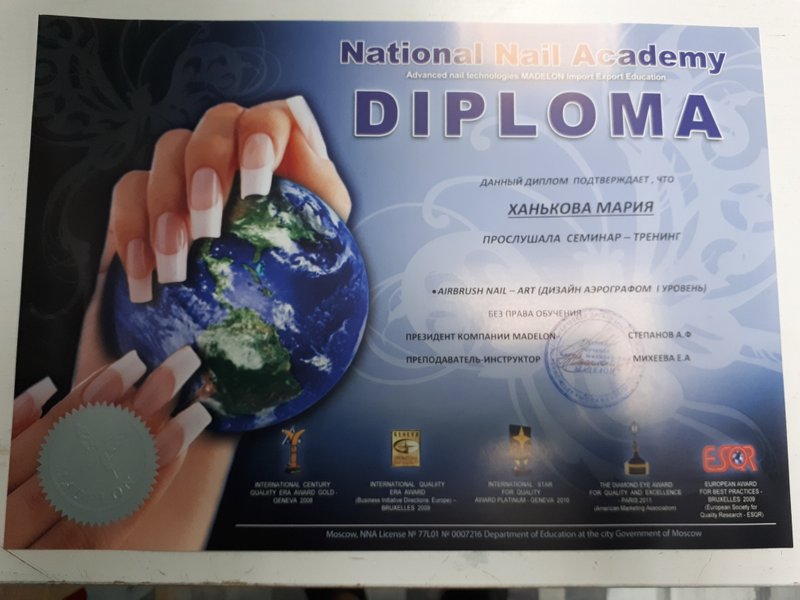 National Nail Academy
Advanced nail technologies MADELON Import Export Education
DIPLOMA
ДАННЫЙ ДИПЛОМ ПОДТВЕРЖДАЕТ , ЧТО
ХАНЬКОВА МАРИЯ
ПРОСЛУШАЛА СЕМИНАР – ТРЕНИНГ
• AIRBRUSH NAIL – ART (ДИЗАЙН АЭРОГРАФОМ I УРОВЕНЬ)
БЕЗ ПРАВА ОБУЧЕНИЯ
ПРЕЗИДЕНТ КОМПАНИИ MADELON СТЕПАНОВ А.Ф
ПРЕПОДАВАТЕЛЬ-ИНСТРУКТОР МИХЕЕВА Е.А
INTERNATIONAL CENTURY
QUALITY ERA AWARD GOLD -
GENEVA 2008
INTERNATIONAL QUALITY
ERA AWARD
(Business Initiative Directions. Europe) –
BRUXELLES 2009
INTERNATIONAL STAR
FOR QUALITY
AWARD PLATINUM - GENEVA 2010
THE DIAMOND EYE AWARD
FOR QUALITY AND EXCELLENCE
- PARIS 2011
(American Marketing Association)
ESQR
EUROPEAN AWARD
FOR BEST PRACTICES -
BRUXELLES 2009
(European Society for
Quality Research - ESQR)
Moscow, NNA License № 77L01 № 0007216 Department of Education at the city Government of Moscow